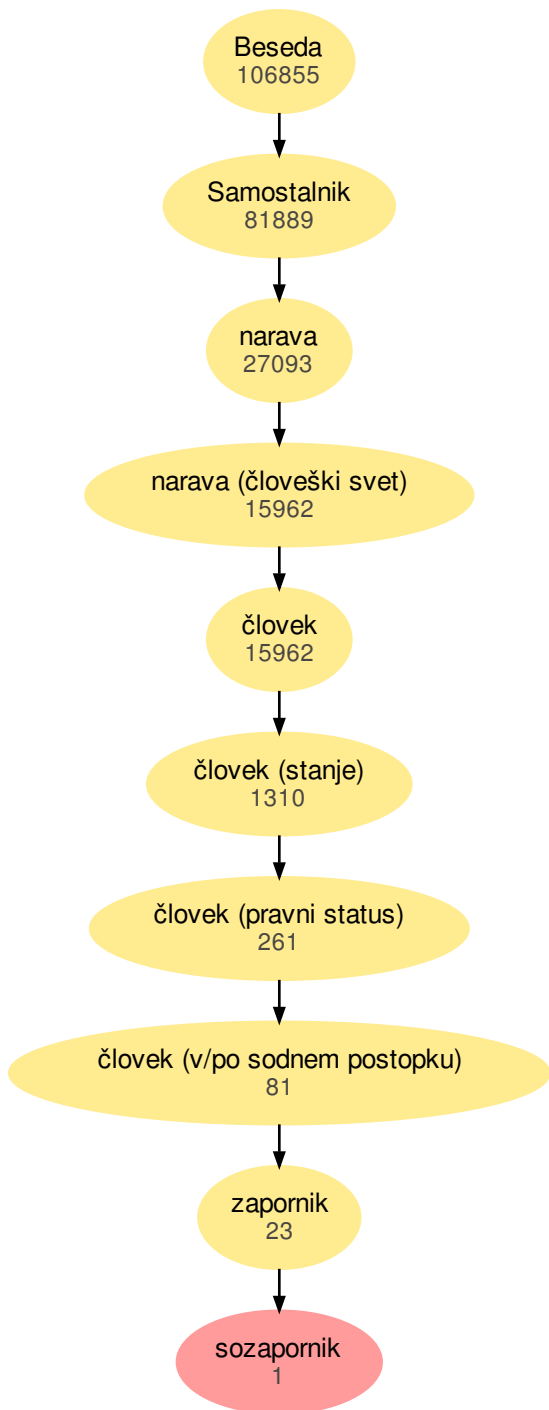 Beseda
106855
Samostalnik
81889
narava
27093
narava (človeški svet)
15962
človek
15962
človek (stanje)
1310
človek (pravni status)
261
človek (v/po sodnem postopku)
81
zapornik
23
sozapornik
1